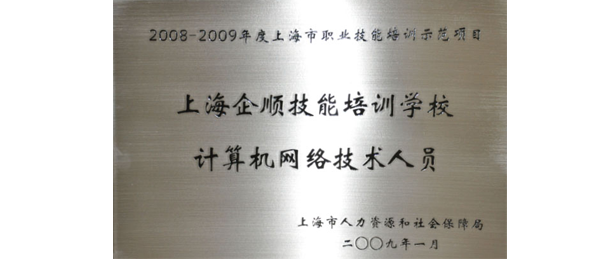 2008-2009年度上海市职业技能培训示范项目
上海企顺技能培训学校
计算机网络技术人员
上海市人力资源和社会保障局
二〇〇九年一月